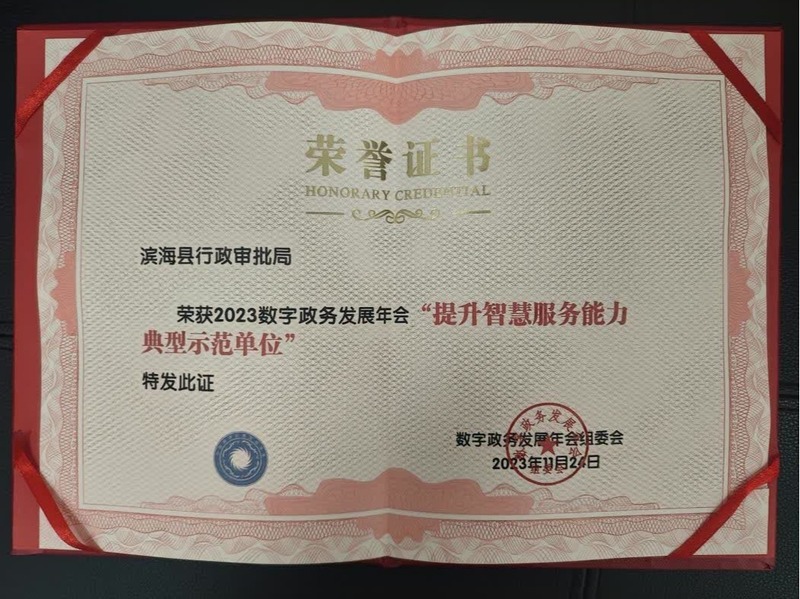 荣誉证书
HONORARY CREDENTIAL
滨海县行政审批局
荣获2023数字政务发展年会“提升智慧服务能力
典型示范单位”
特发此证
数字政务发展年会组委会
2023年11月24日
组委会